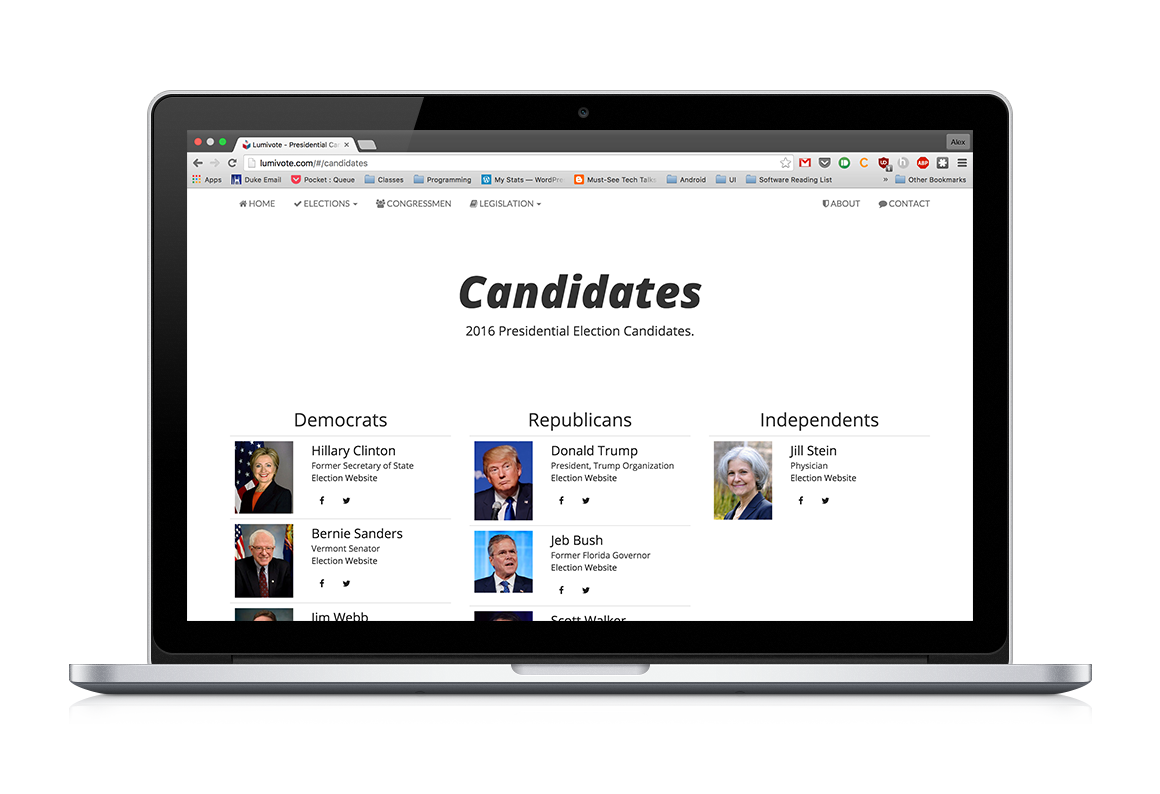 Lumivote - Presidential Ca
Alex
lumivote.com/#/candidates
Apps Duke Email Pocket : Queue Classes Programming My Stats — WordPre Must-See Tech Talks Android UI Software Reading List » Other Bookmarks
HOME ELECTIONS CONGRESSMEN LEGISLATION ABOUT CONTACT
Candidates
2016 Presidential Election Candidates.
Democrats
Hillary Clinton
Former Secretary of State
Election Website
Bernie Sanders
Vermont Senator
Election Website
Jim Webb
Republicans
Donald Trump
President, Trump Organization
Election Website
Jeb Bush
Former Florida Governor
Election Website
Scott Walker
Independents
Jill Stein
Physician
Election Website